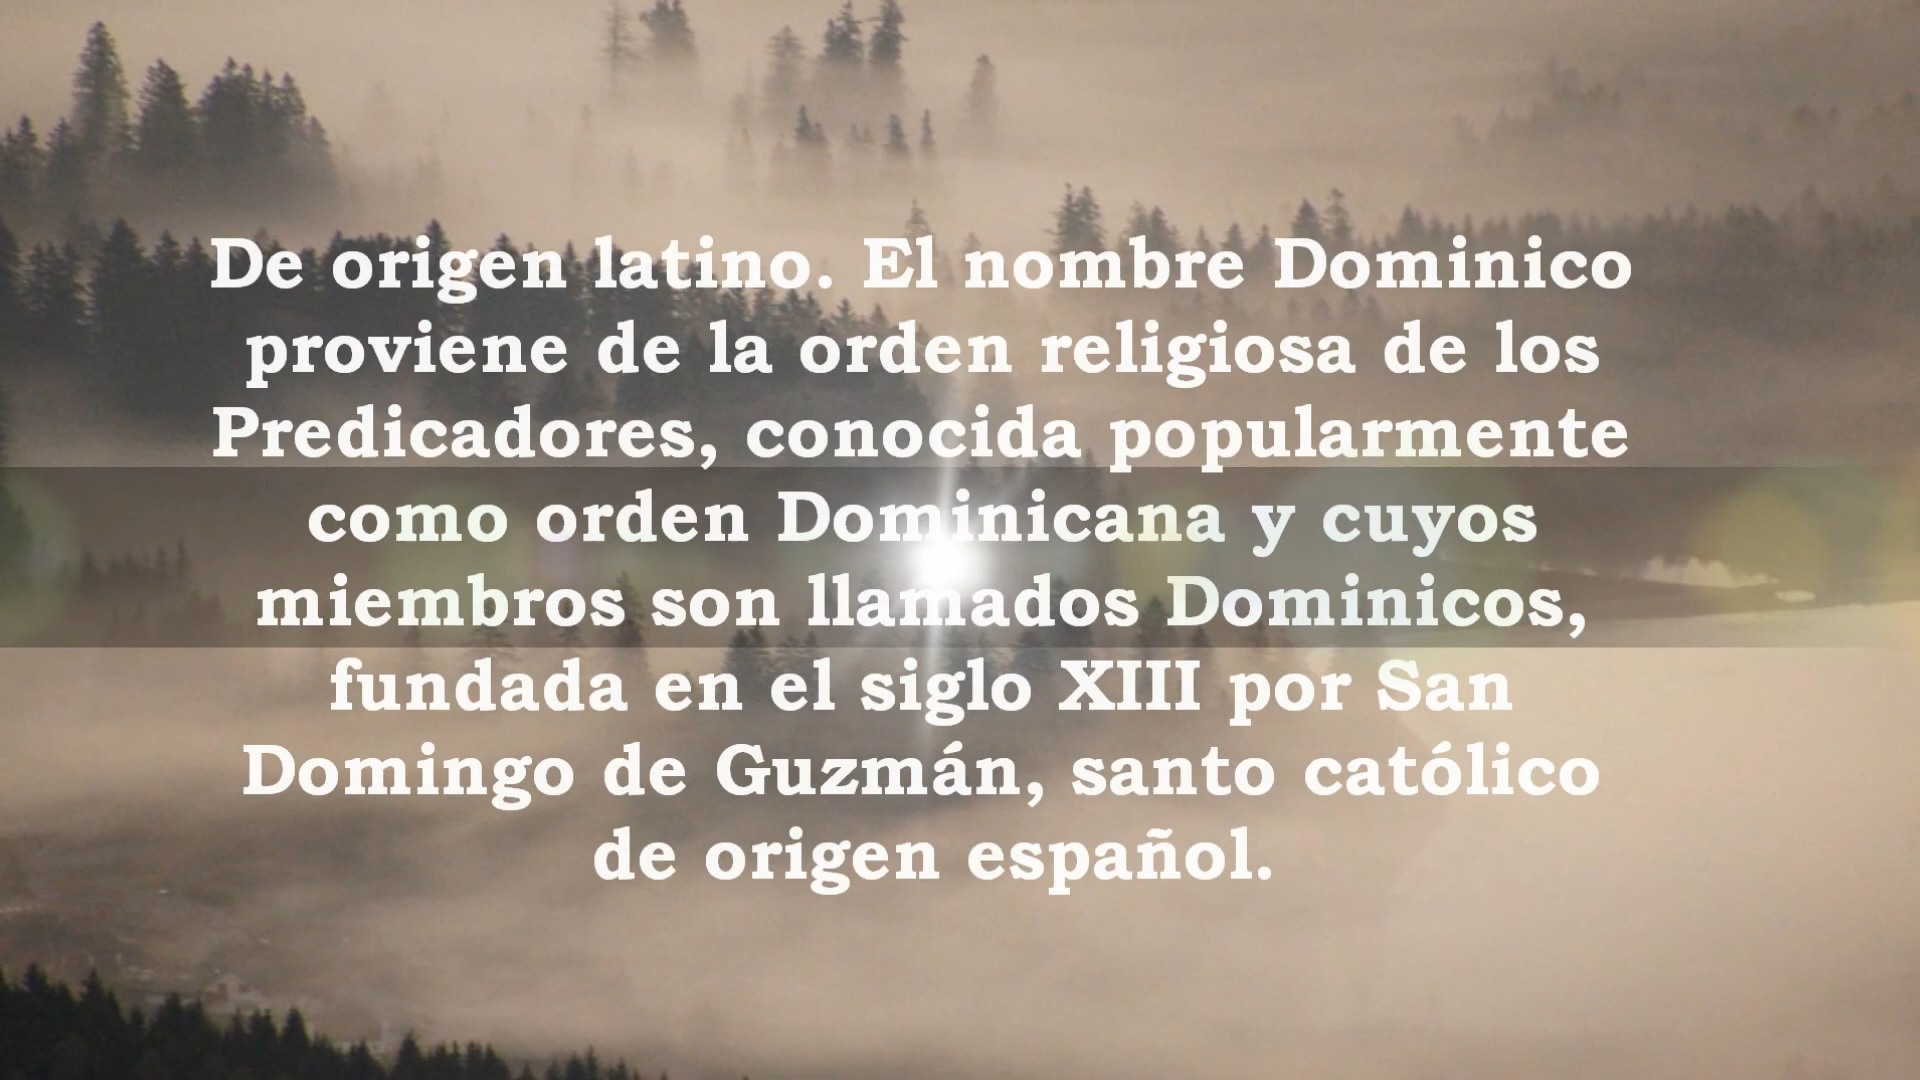 De origen latino. El nombre Dominico
proviene de la orden religiosa de los
Predicadores, conocida popularmente
como orden Dominicana y cuyos
miembros son llamados Dominicos,
fundada en el siglo XIII por San
Domingo de Guzmán, santo católico
de origen español.